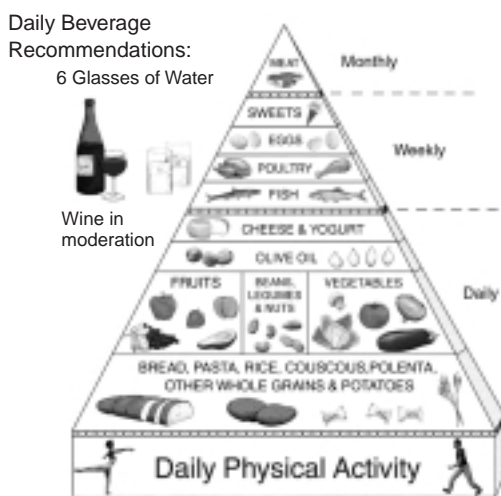 Daily Beverage
Recommendations:
6 Glasses of Water
Wine in
moderation
MEAT
Monthly
SWEETS
EGGS
Weekly
POULTRY
FISH
CHEESE & YOGURT
OLIVE OIL
FRUITS
BEANS,
LEGUMES
& NUTS
VEGETABLES
Daily
BREAD, PASTA, RICE, COUSCOUS, POLENTA,
OTHER WHOLE GRAINS & POTATOES
Daily Physical Activity